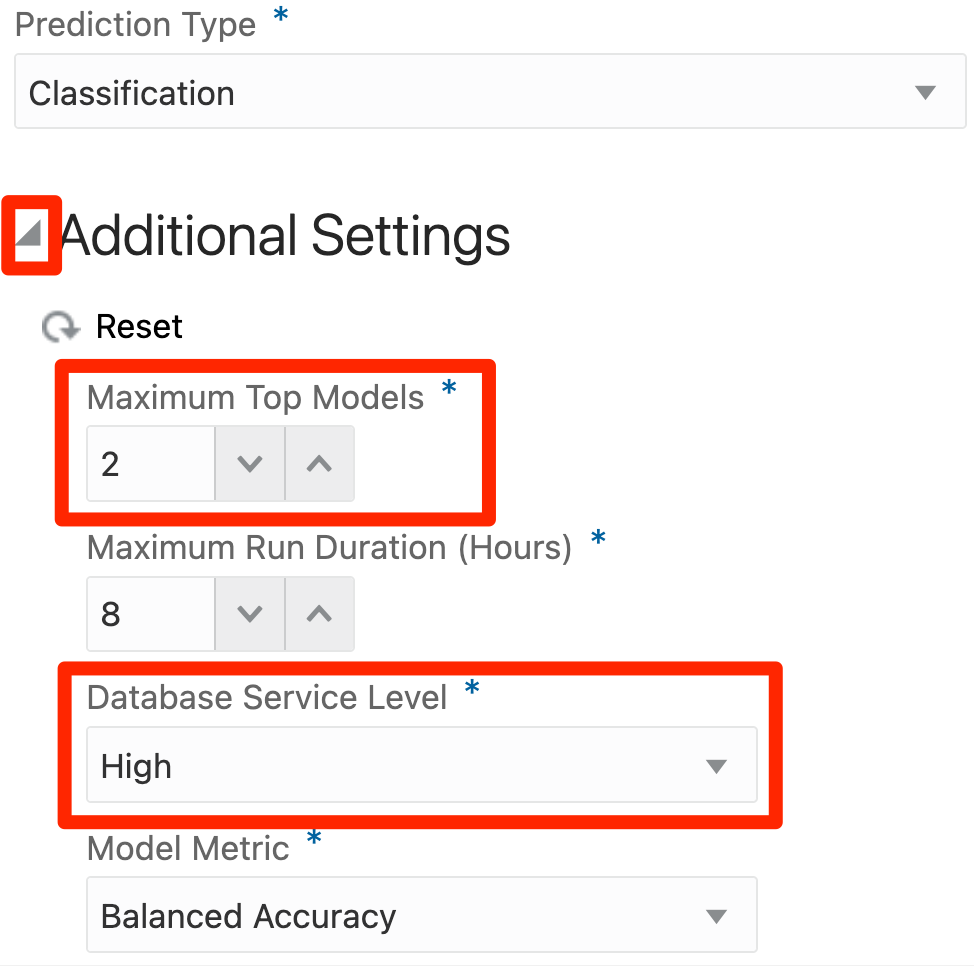 Prediction Type *
Classification
Additional Settings
Reset
Maximum Top Models *
2
Maximum Run Duration (Hours) *
8
Database Service Level *
High
Model Metric *
Balanced Accuracy